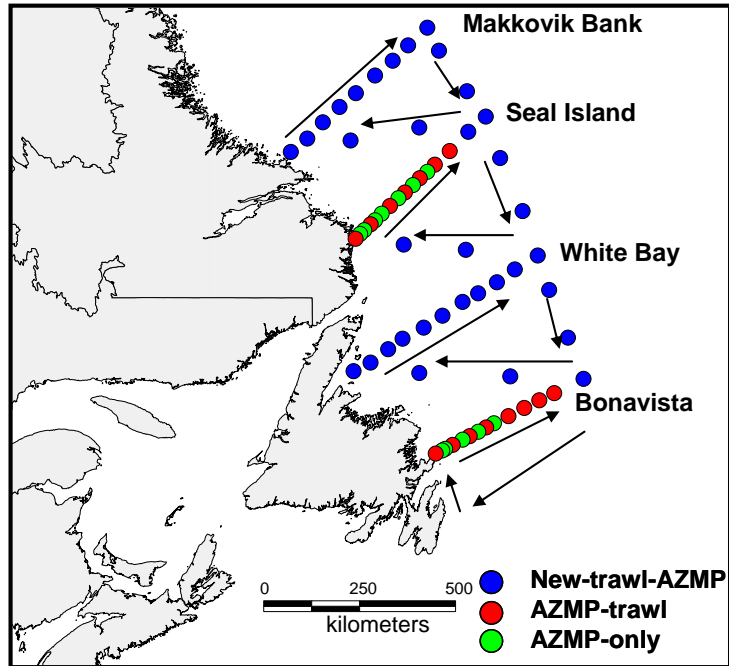 Makkovik Bank
Seal Island
White Bay
Bonavista
0 250 500
kilometers
New-trawl-AZMP
AZMP-trawl
AZMP-only